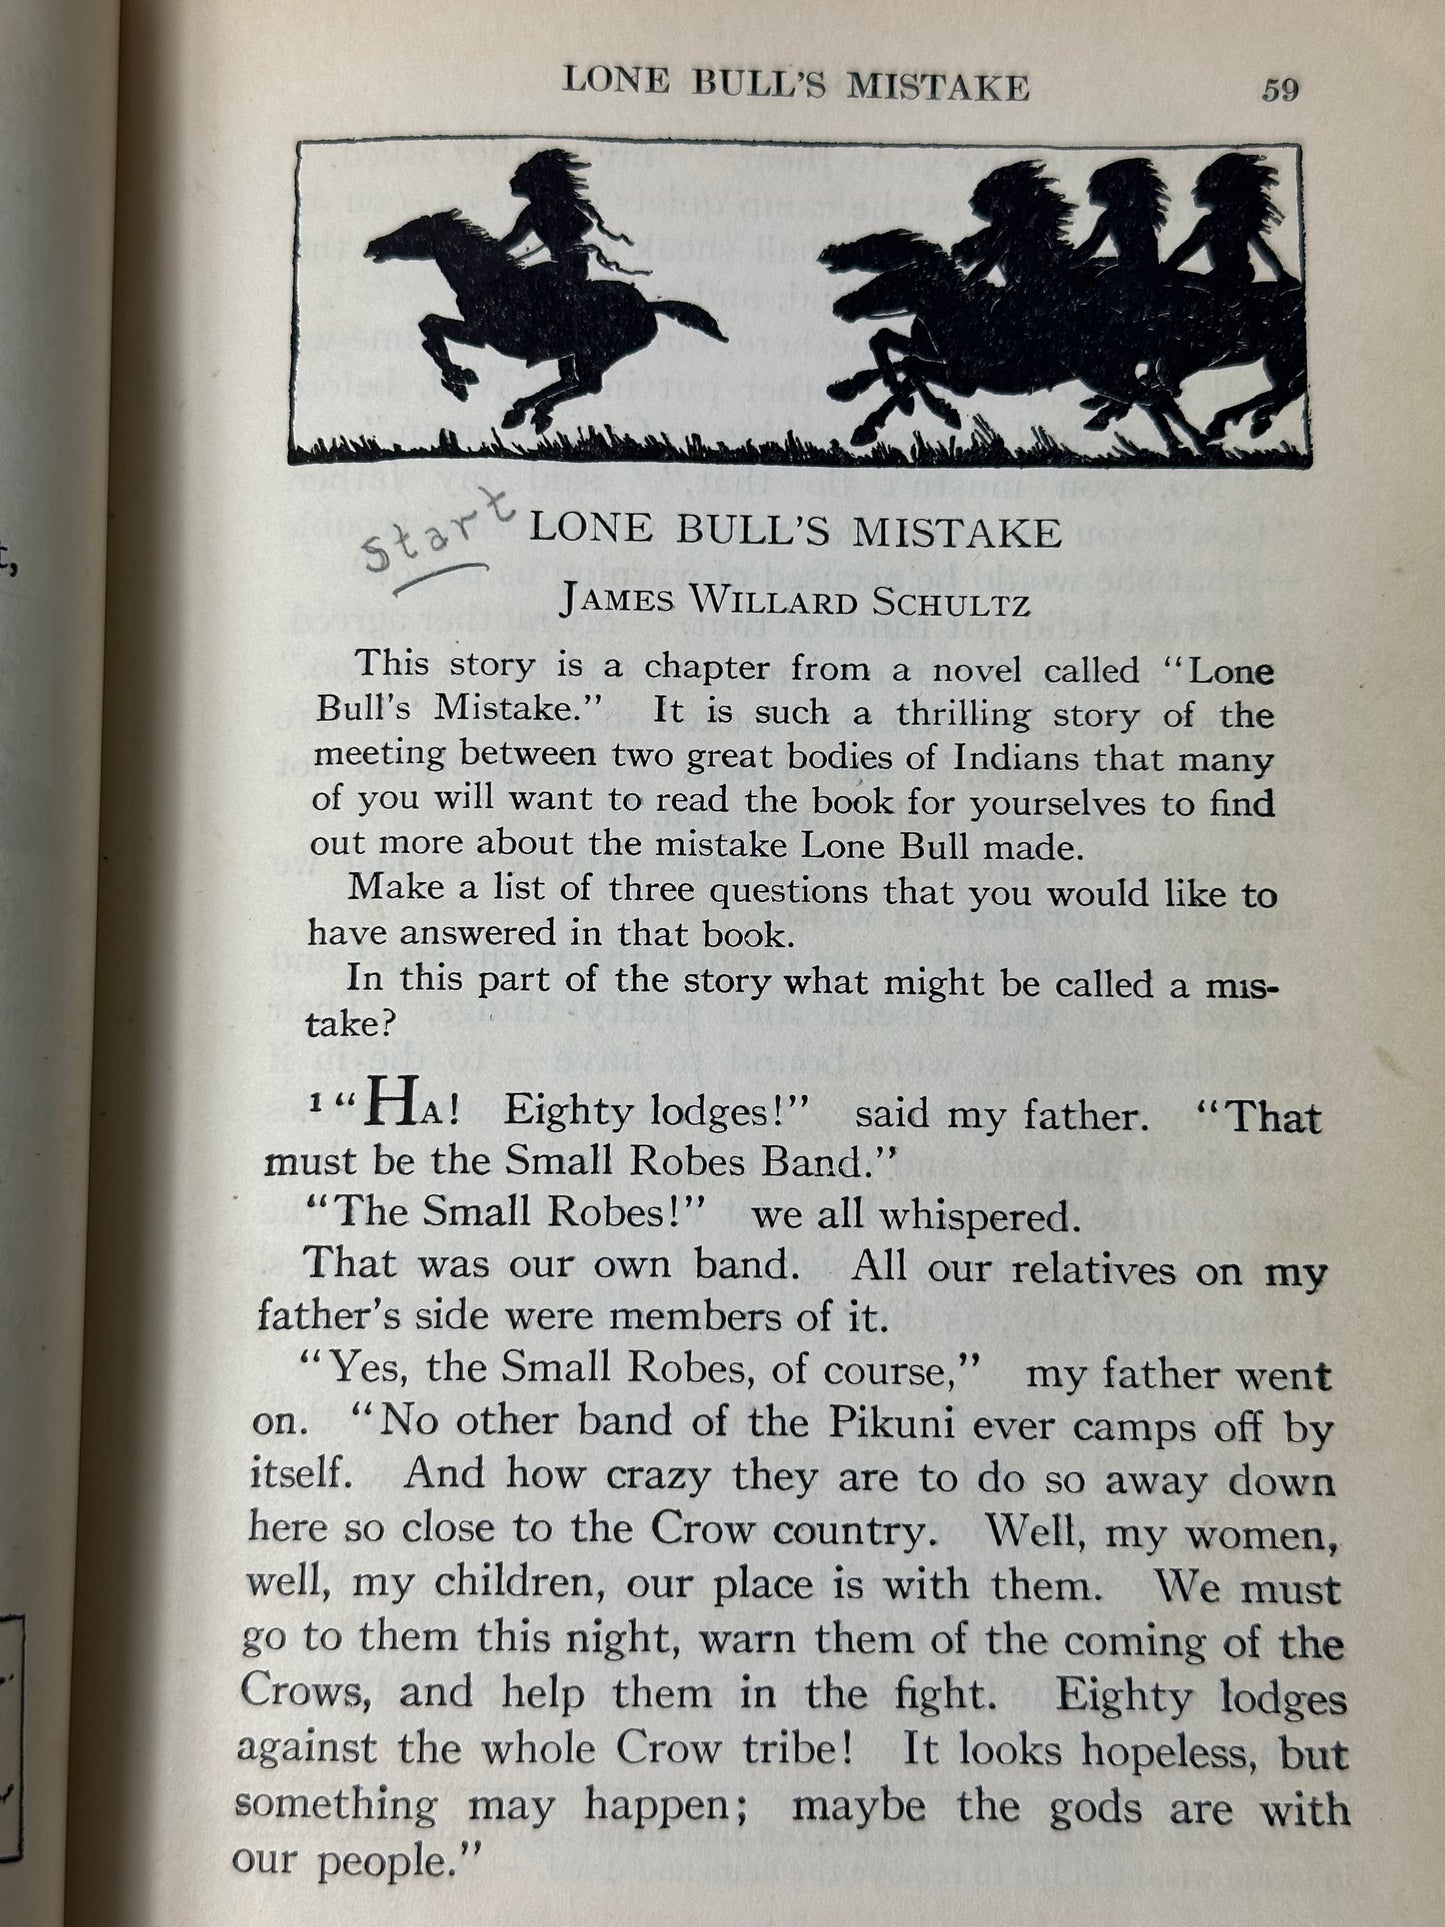 LONE BULL'S MISTAKE 59
start
LONE BULL'S MISTAKE
JAMES WILLARD SCHULTZ
This story is a chapter from a novel called “Lone
Bull's Mistake.” It is such a thrilling story of the
meeting between two great bodies of Indians that many
of you will want to read the book for yourselves to find
out more about the mistake Lone Bull made.
Make a list of three questions that you would like to
have answered in that book.
In this part of the story what might be called a mis-
take?
1 “HA! Eighty lodges!” said my father. “That
must be the Small Robes Band.”
“The Small Robes!” we all whispered.
That was our own band. All our relatives on my
father's side were members of it.
“Yes, the Small Robes, of course,” my father went
on. “No other band of the Pikuni ever camps off by
itself. And how crazy they are to do so away down
here so close to the Crow country. Well, my women,
well, my children, our place is with them. We must
go to them this night, warn them of the coming of the
Crows, and help them in the fight. Eighty lodges
against the whole Crow tribe! It looks hopeless, but
something may happen; maybe the gods are with
our people.”